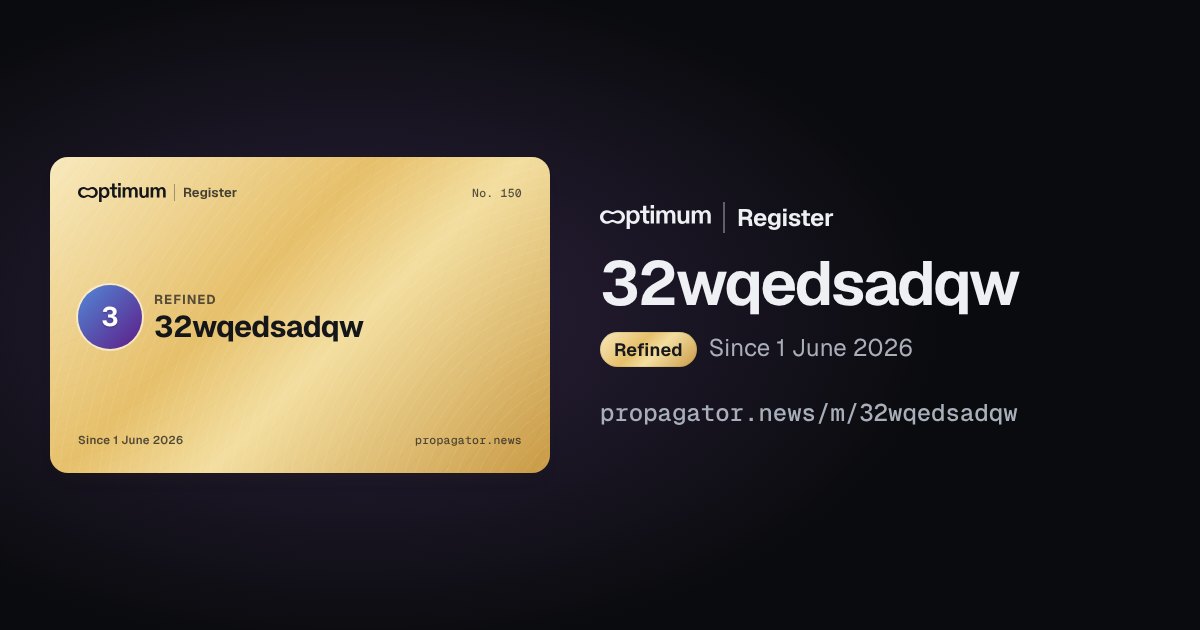 optimum | Register
No. 150
3
REFINED
32wqedsadqw
Since 1 June 2026
propagator.news
optimum | Register
32wqedsadqw
Refined Since 1 June 2026
propagator.news/m/32wqedsadqw